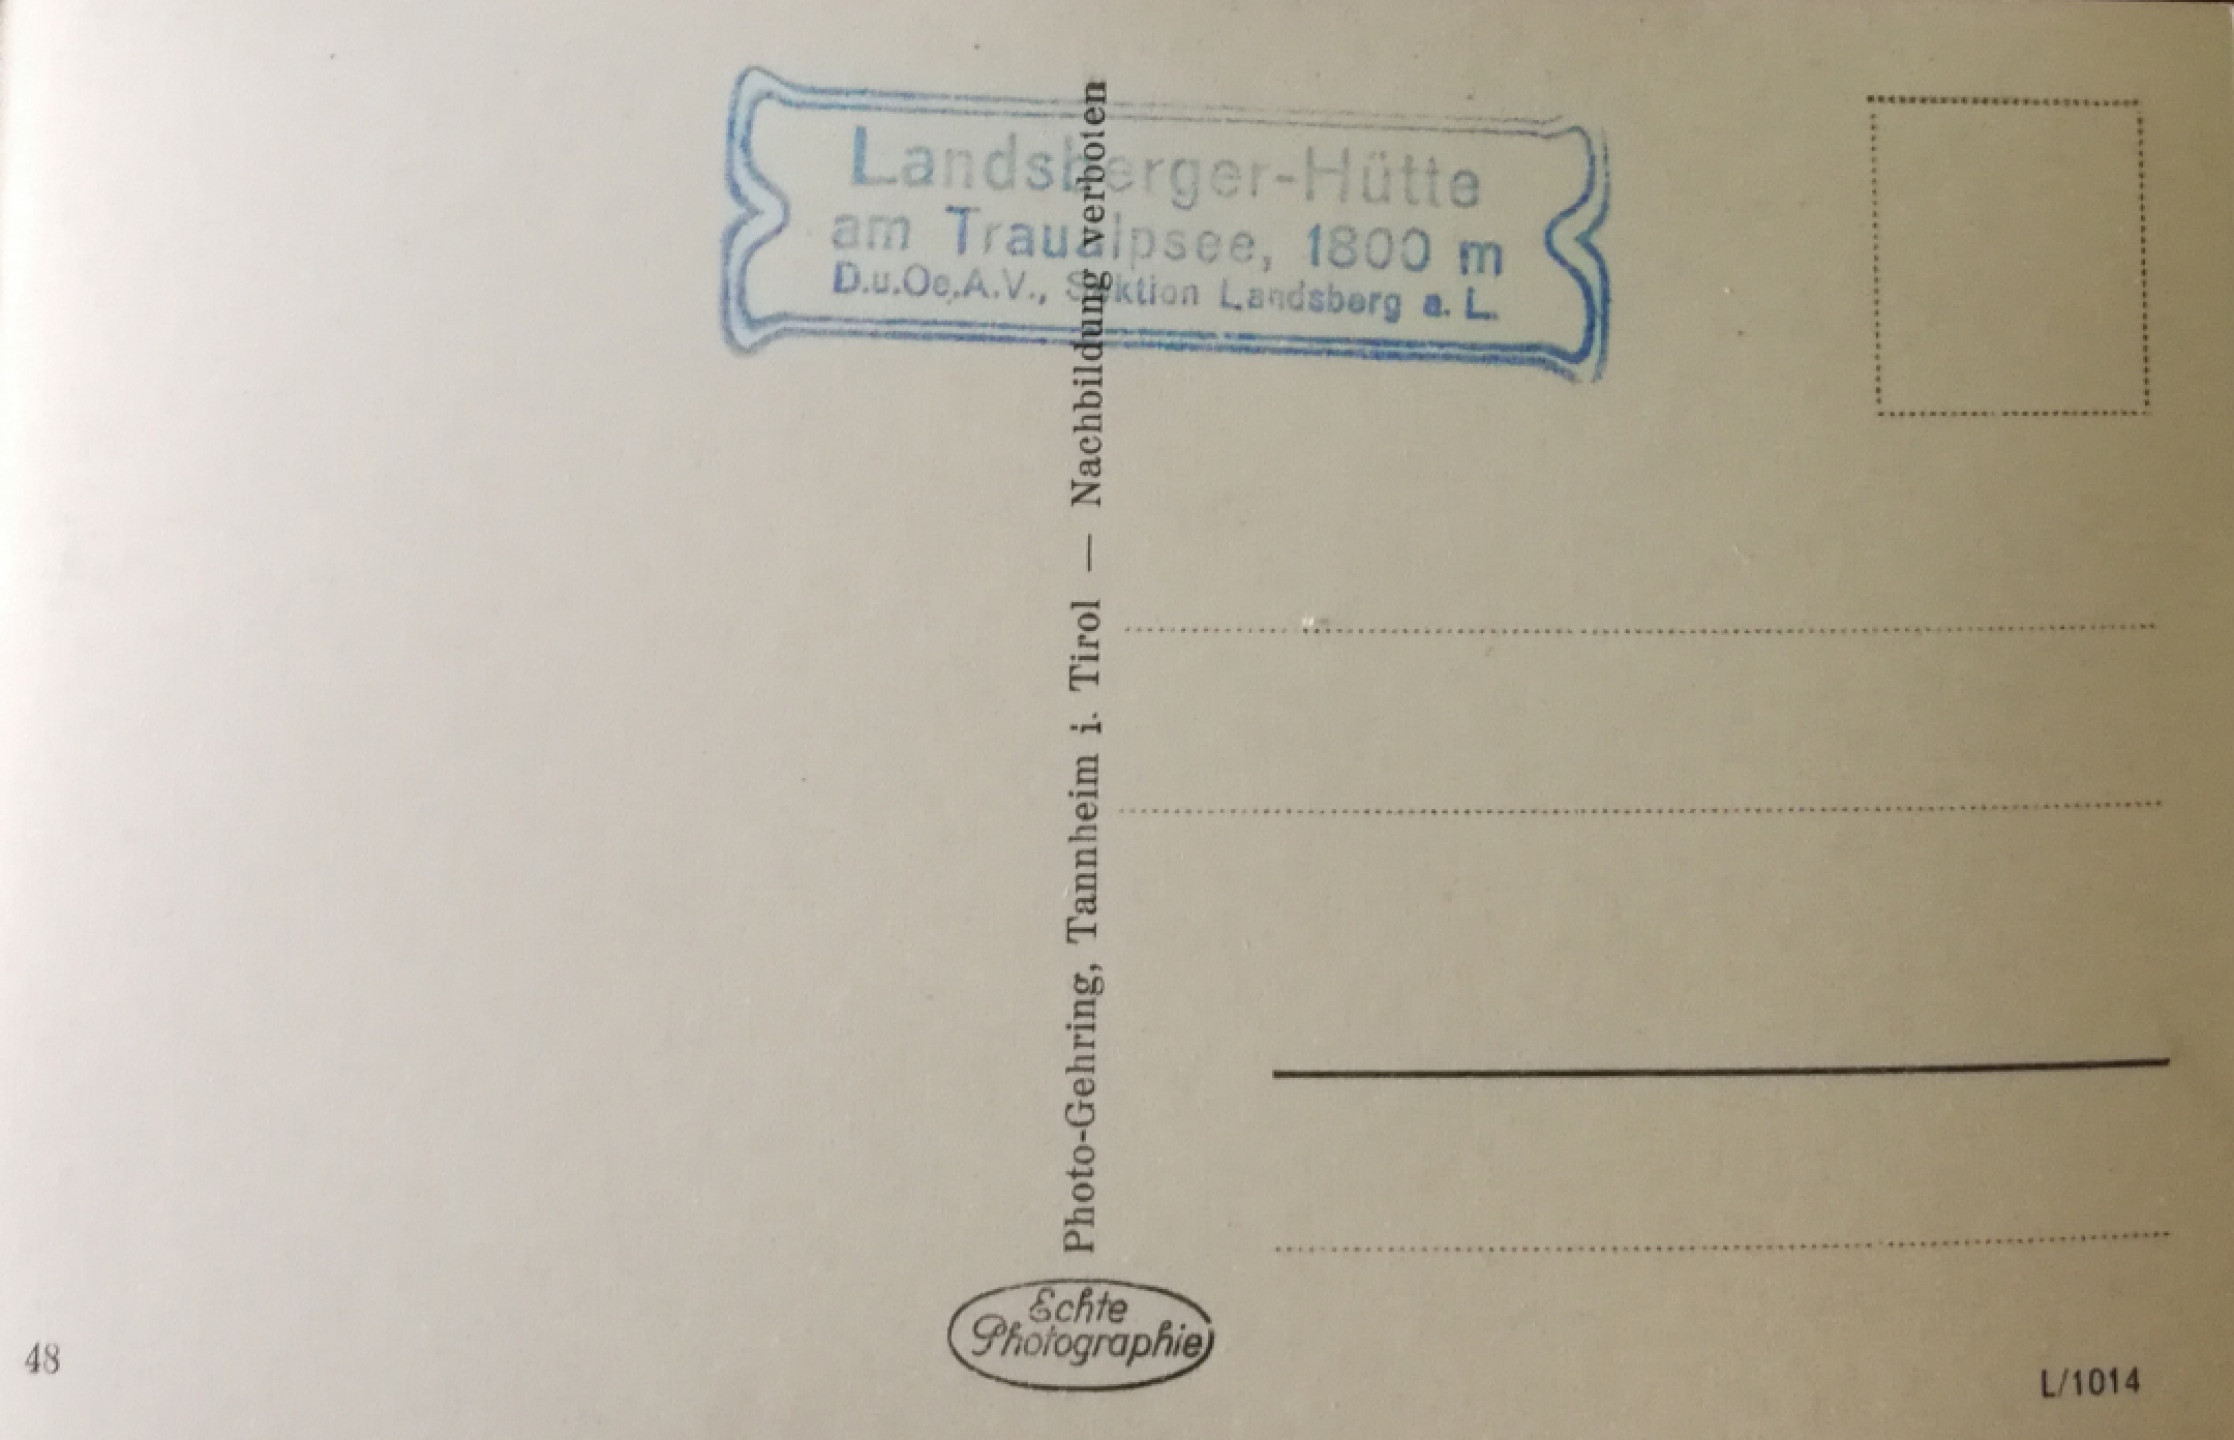 Landsberger-Hütte
am Traualpsee, 1800 m
D.u.Oe.A.V., Sektion Landsberg a. L.
Photo-Gehring, Tannheim i. Tirol — Nachbildung verboten
Echte
Photographie
48
L/1014